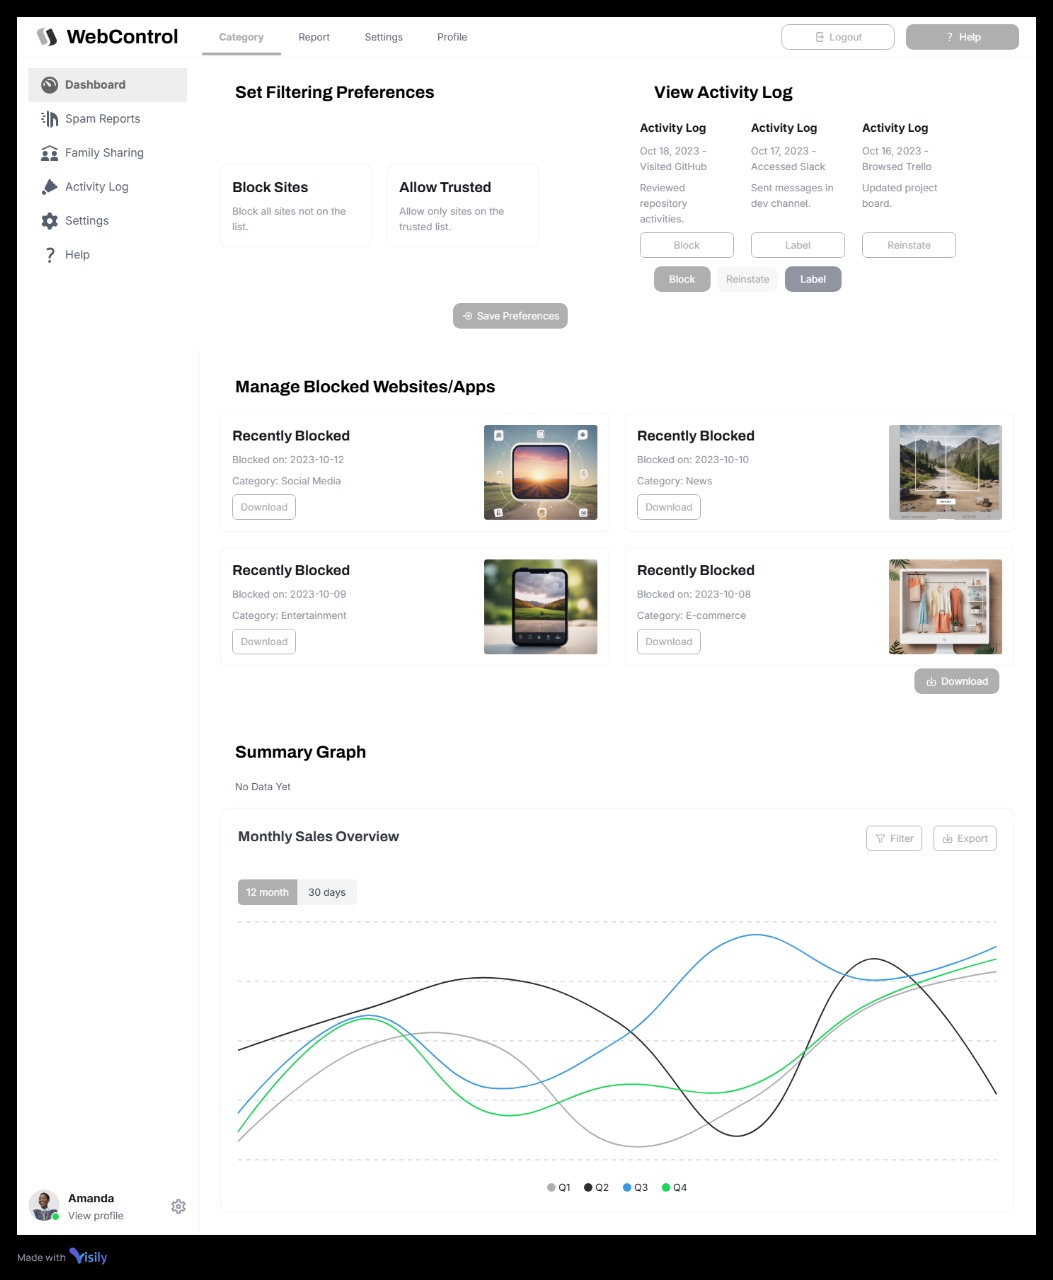 WebControl
Category
Report
Settings
Profile
Logout
? Help
Dashboard
Spam Reports
Family Sharing
Activity Log
Settings
? Help
Set Filtering Preferences
Block Sites
Block all sites not on the
list.
Allow Trusted
Allow only sites on the
trusted list.
Save Preferences
View Activity Log
Activity Log
Oct 18, 2023 -
Visited GitHub
Reviewed
repository
activities.
Block
Activity Log
Oct 17, 2023 -
Accessed Slack
Sent messages in
dev channel.
Label
Activity Log
Oct 16, 2023 -
Browsed Trello
Updated project
board.
Reinstate
Block
Reinstate
Label
Manage Blocked Websites/Apps
Recently Blocked
Blocked on: 2023-10-12
Category: Social Media
Download
Recently Blocked
Blocked on: 2023-10-10
Category: News
Download
Recently Blocked
Blocked on: 2023-10-09
Category: Entertainment
Download
Recently Blocked
Blocked on: 2023-10-08
Category: E-commerce
Download
Download
Summary Graph
No Data Yet
Monthly Sales Overview
Filter
Export
12 month
30 days
Q1
Q2
Q3
Q4
Amanda
View profile
Made with Visily